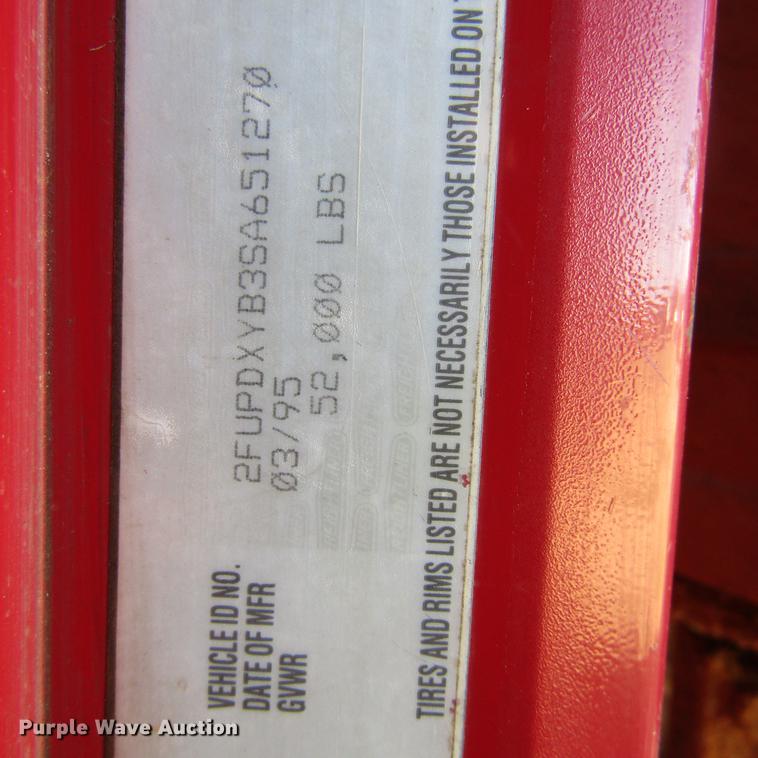 VEHICLE ID NO. 2FUPDXYB3SA651270
DATE OF MFR 03/95
GVWR 52,000 LBS
TIRES AND RIMS LISTED ARE NOT NECESSARILY THOSE INSTALLED ON
Purple Wave Auction